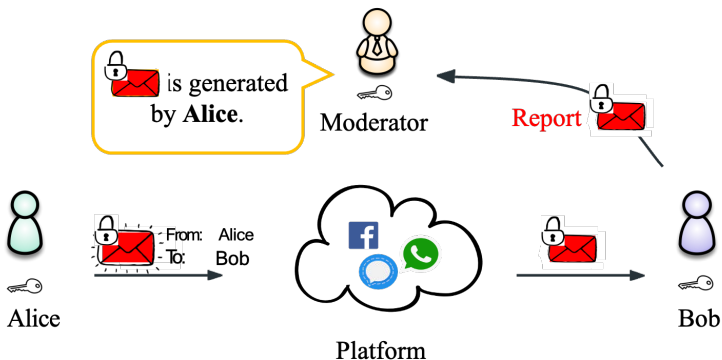 is generated
by Alice.
Moderator
Report
From: Alice
To: Bob
Alice
Platform
Bob